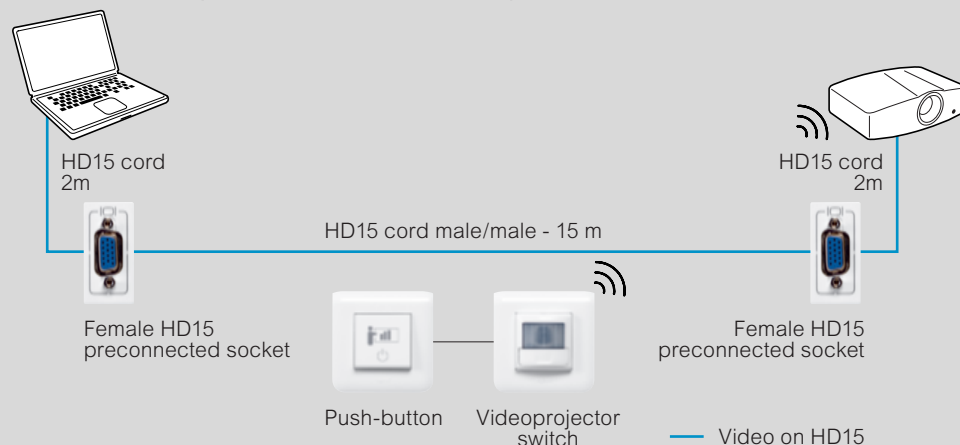 HD15 cord
2m
HD15 cord
2m
HD15 cord male/male - 15 m
Female HD15
preconnected socket
Female HD15
preconnected socket
Push-button
Videoprojector
switch
Video on HD15